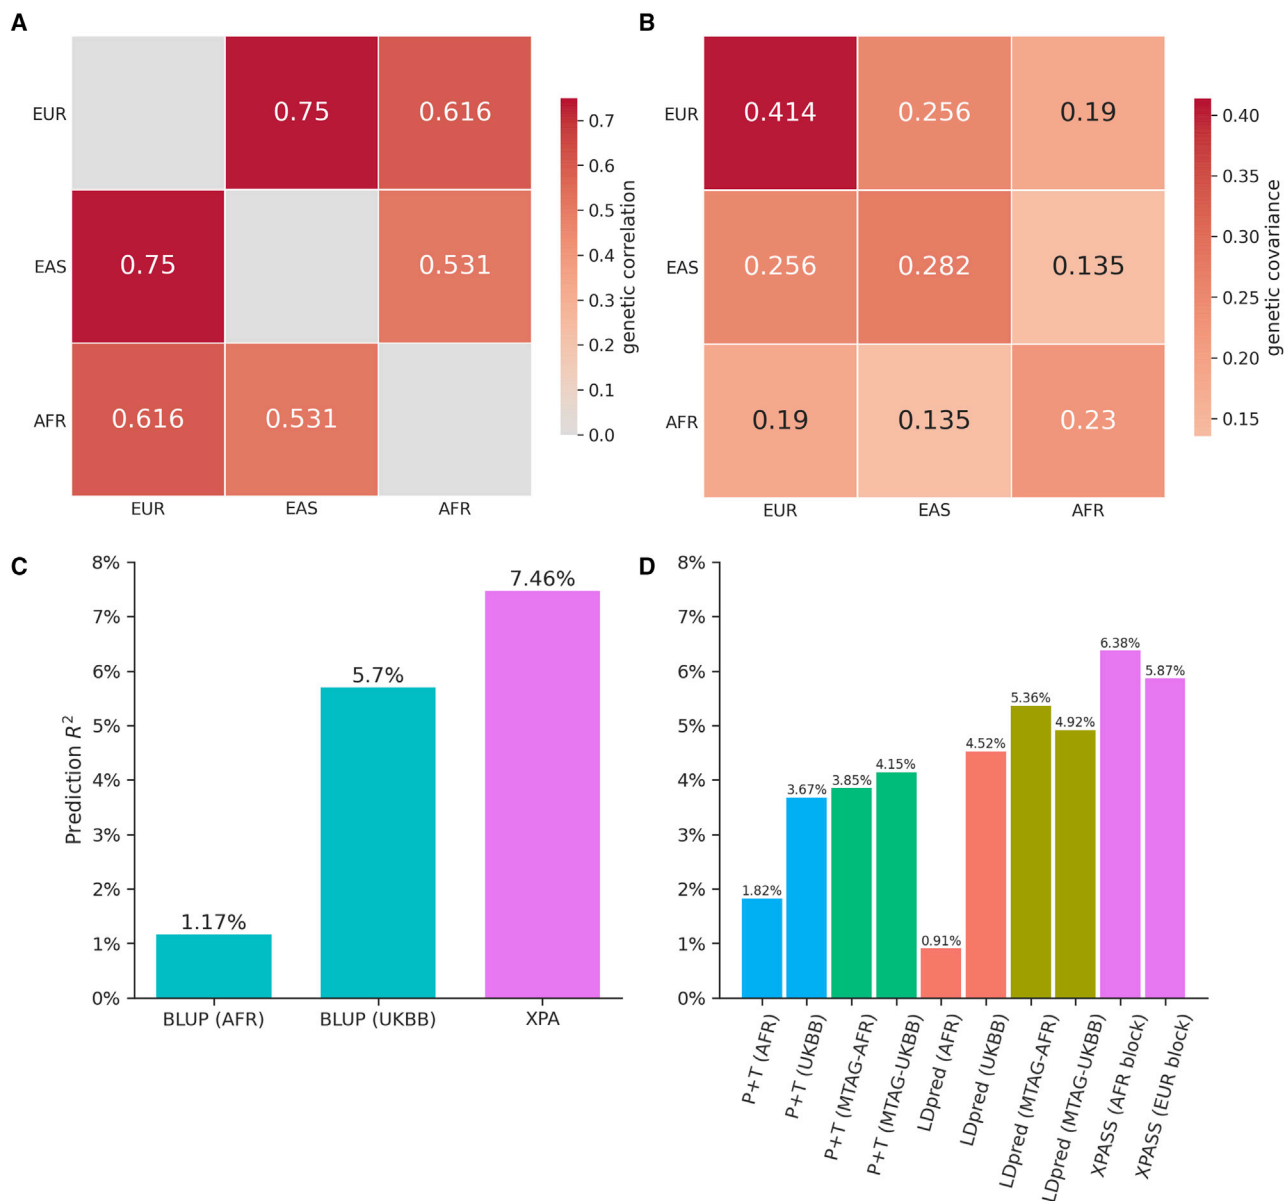 A
EUR
0.75
0.616
EAS
0.75
0.531
AFR
0.616
0.531
EUR
EAS
AFR
0.7
0.6
0.5
0.4
0.3
0.2
0.1
0.0
genetic correlation
B
EUR
0.414
0.256
0.19
EAS
0.256
0.282
0.135
AFR
0.19
0.135
0.23
EUR
EAS
AFR
0.40
0.35
0.30
0.25
0.20
0.15
genetic covariance
C
8%
7%
6%
5%
4%
3%
2%
1%
0%
Prediction R²
1.17%
5.7%
7.46%
BLUP (AFR)
BLUP (UKBB)
XPA
D
8%
7%
6%
5%
4%
3%
2%
1%
0%
1.82%
3.67%
3.85%
4.15%
0.91%
4.52%
5.36%
4.92%
6.38%
5.87%
P+T (AFR)
P+T (UKBB)
P+T (MTAG-AFR)
P+T (MTAG-UKBB)
LDpred (AFR)
LDpred (UKBB)
LDpred (MTAG-AFR)
LDpred (MTAG-UKBB)
XPASS (AFR block)
XPASS (EUR block)